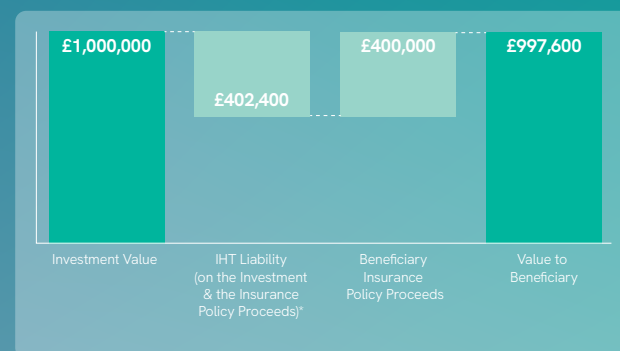 £1,000,000
£402,400
£400,000
£997,600
Investment Value
IHT Liability
(on the Investment
& the Insurance
Policy Proceeds)*
Beneficiary
Insurance
Policy Proceeds
Value to
Beneficiary